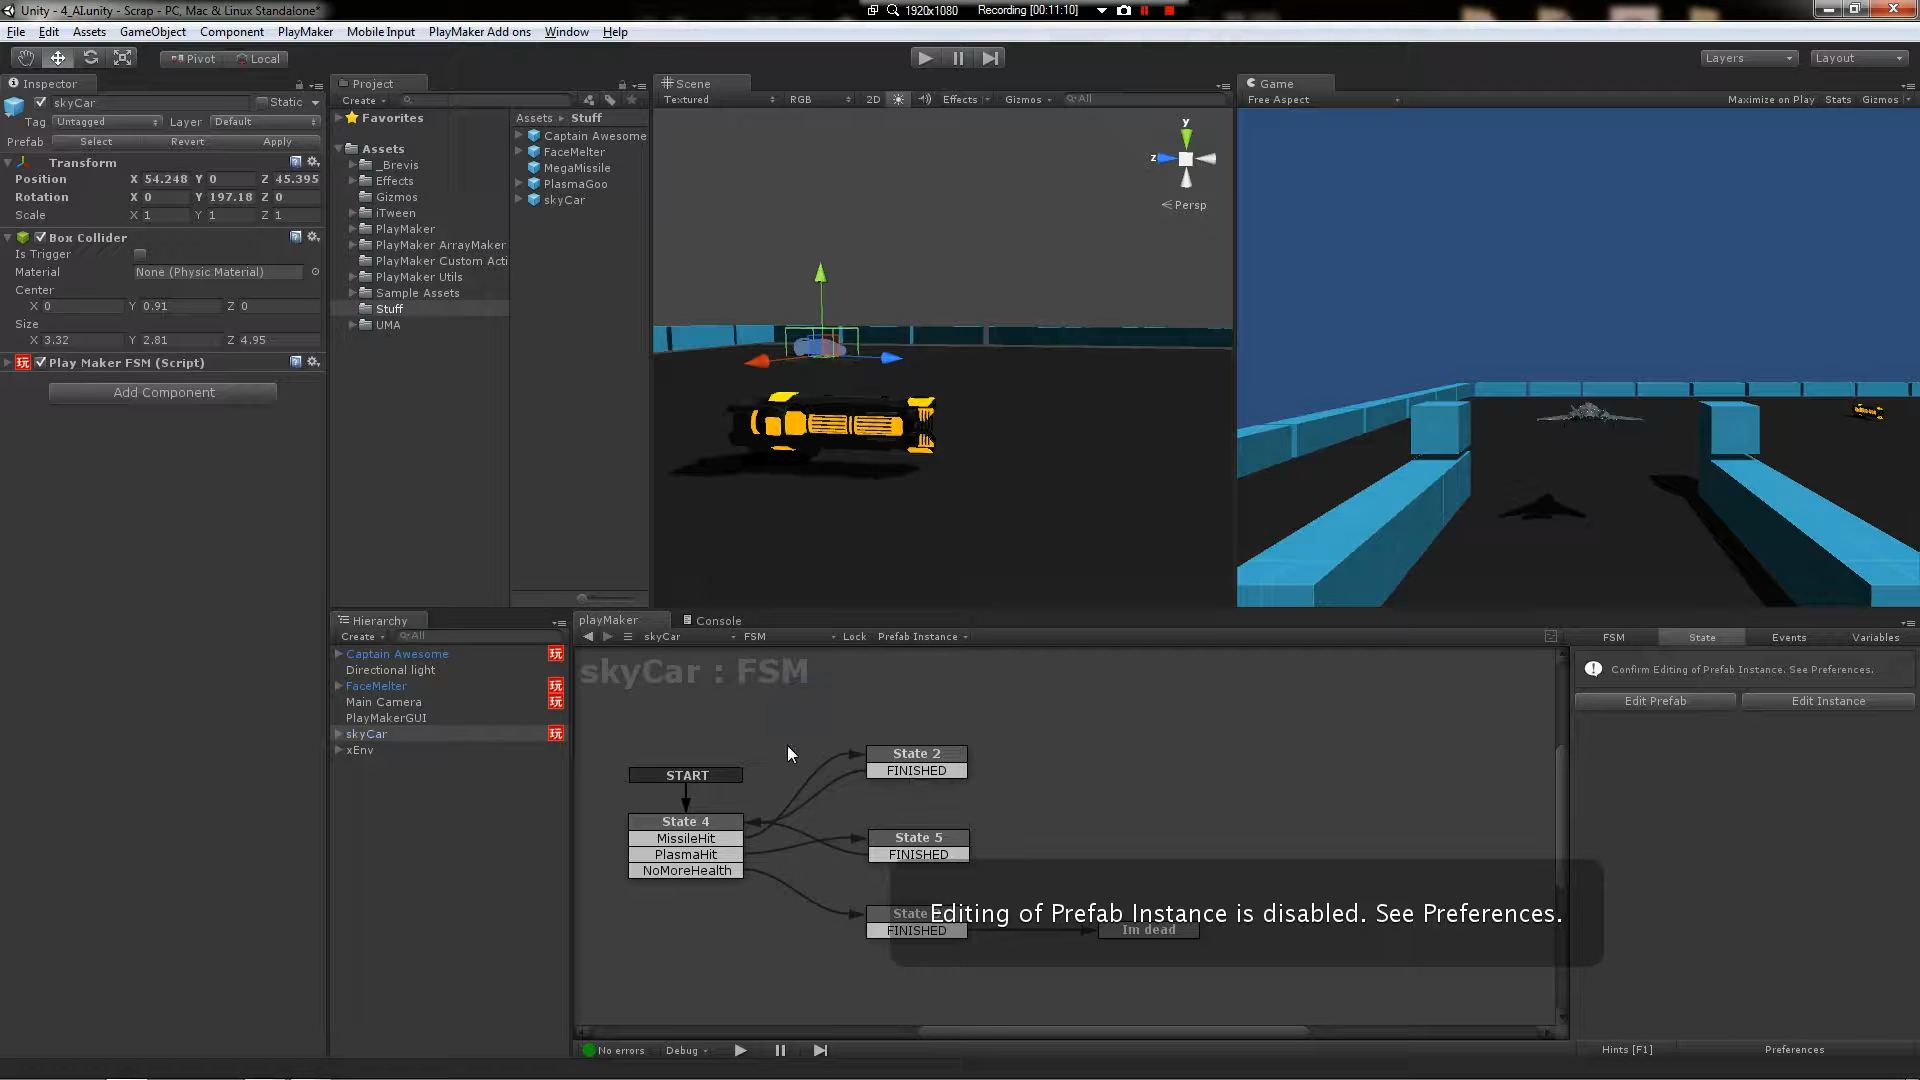 Unity - 4_AI.unity - Scrap - PC, Mac & Linux Standalone*
1920x1080
Recording [00:11:10]
File Edit Assets GameObject Component PlayMaker Mobile Input PlayMaker Add ons Window Help
Pivot Local
Layers
Layout
Inspector
skyCar
Static
Tag Untagged Layer Default
Prefab Select Revert Apply
Transform
Position X 54.248 Y 0 Z 45.395
Rotation X 0 Y 197.18 Z 0
Scale X 1 Y 1 Z 1
Box Collider
Is Trigger
Material None (Physic Material)
Center
X 0 Y 0.91 Z 0
Size
X 3.32 Y 2.81 Z 4.95
Play Maker FSM (Script)
Add Component
Project
Create
Favorites
Assets
_Brevis
Effects
Gizmos
iTween
PlayMaker
PlayMaker ArrayMaker
PlayMaker Custom Acti
PlayMaker Utils
Sample Assets
Stuff
UMA
Assets Stuff
Captain Awesome
FaceMelter
MegaMissile
PlasmaGoo
skyCar
Scene
Textured RGB 2D Effects Gizmos All
y
z
Persp
Game
Free Aspect Maximize on Play Stats Gizmos
Hierarchy
Create All
Captain Awesome
Directional light
FaceMelter
Main Camera
PlayMakerGUI
skyCar
xEnv
玩
玩
玩
玩
玩
playMaker Console
skyCar FSM Lock Prefab Instance
skyCar : FSM
START
State 4
MissileHit
PlasmaHit
NoMoreHealth
State 2
FINISHED
State 5
FINISHED
State
FINISHED
Im dead
Editing of Prefab Instance is disabled. See Preferences.
No errors Debug
FSM State Events Variables
Confirm Editing of Prefab Instance. See Preferences.
Edit Prefab Edit Instance
Hints [F1] Preferences